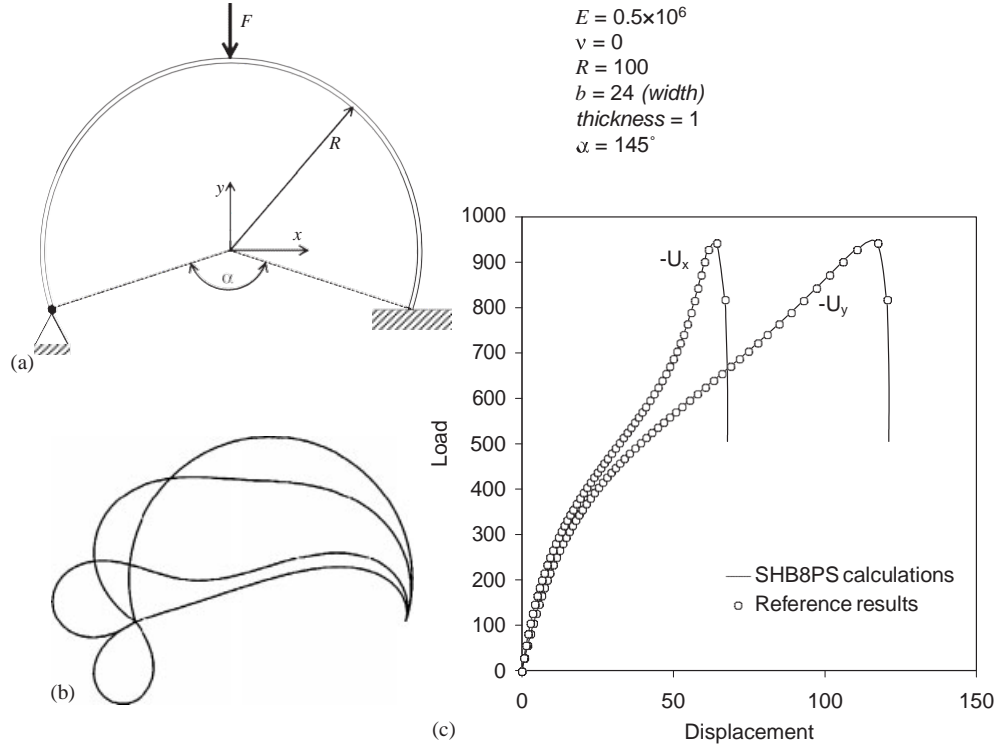 F
R
y
x
α
(a)
E = 0.5×10⁶
ν = 0
R = 100
b = 24 (width)
thickness = 1
α = 145°
(b)
1000
900
800
700
600
500
400
300
200
100
0
Load
-Uₓ
-U_y
SHB8PS calculations
Reference results
0
50
100
150
Displacement
(c)